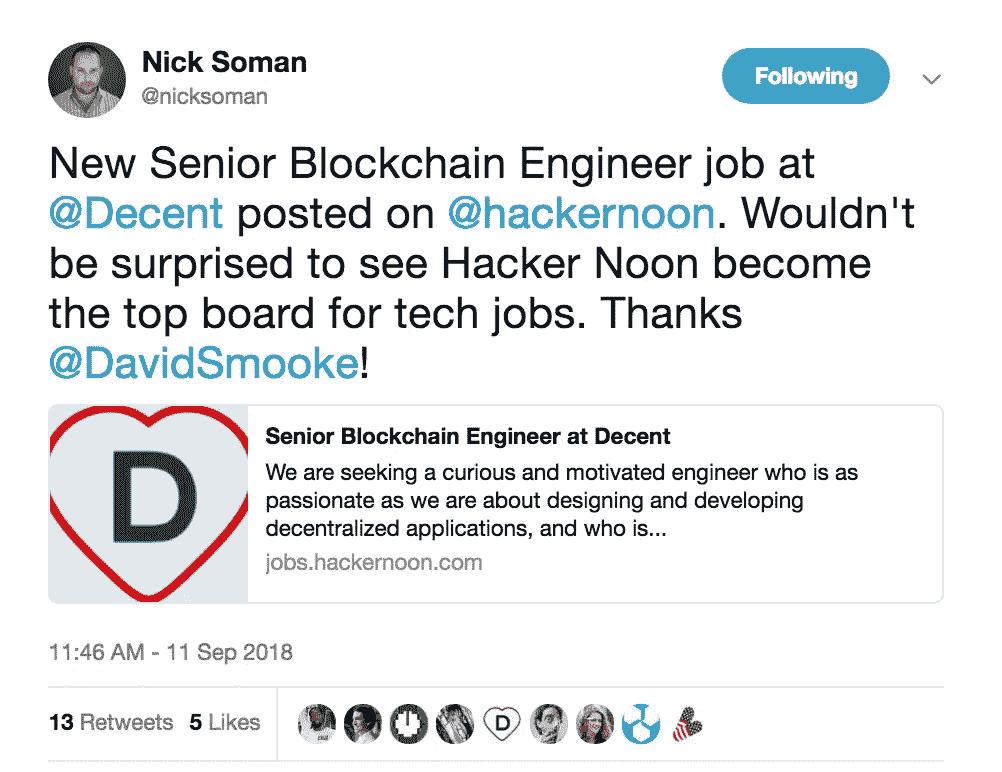 Nick Soman
@nicksoman
Following
New Senior Blockchain Engineer job at
@Decent posted on @hackernoon. Wouldn't
be surprised to see Hacker Noon become
the top board for tech jobs. Thanks
@DavidSmooke!
D
Senior Blockchain Engineer at Decent
We are seeking a curious and motivated engineer who is as
passionate as we are about designing and developing
decentralized applications, and who is...
jobs.hackernoon.com
11:46 AM - 11 Sep 2018
13 Retweets 5 Likes
D